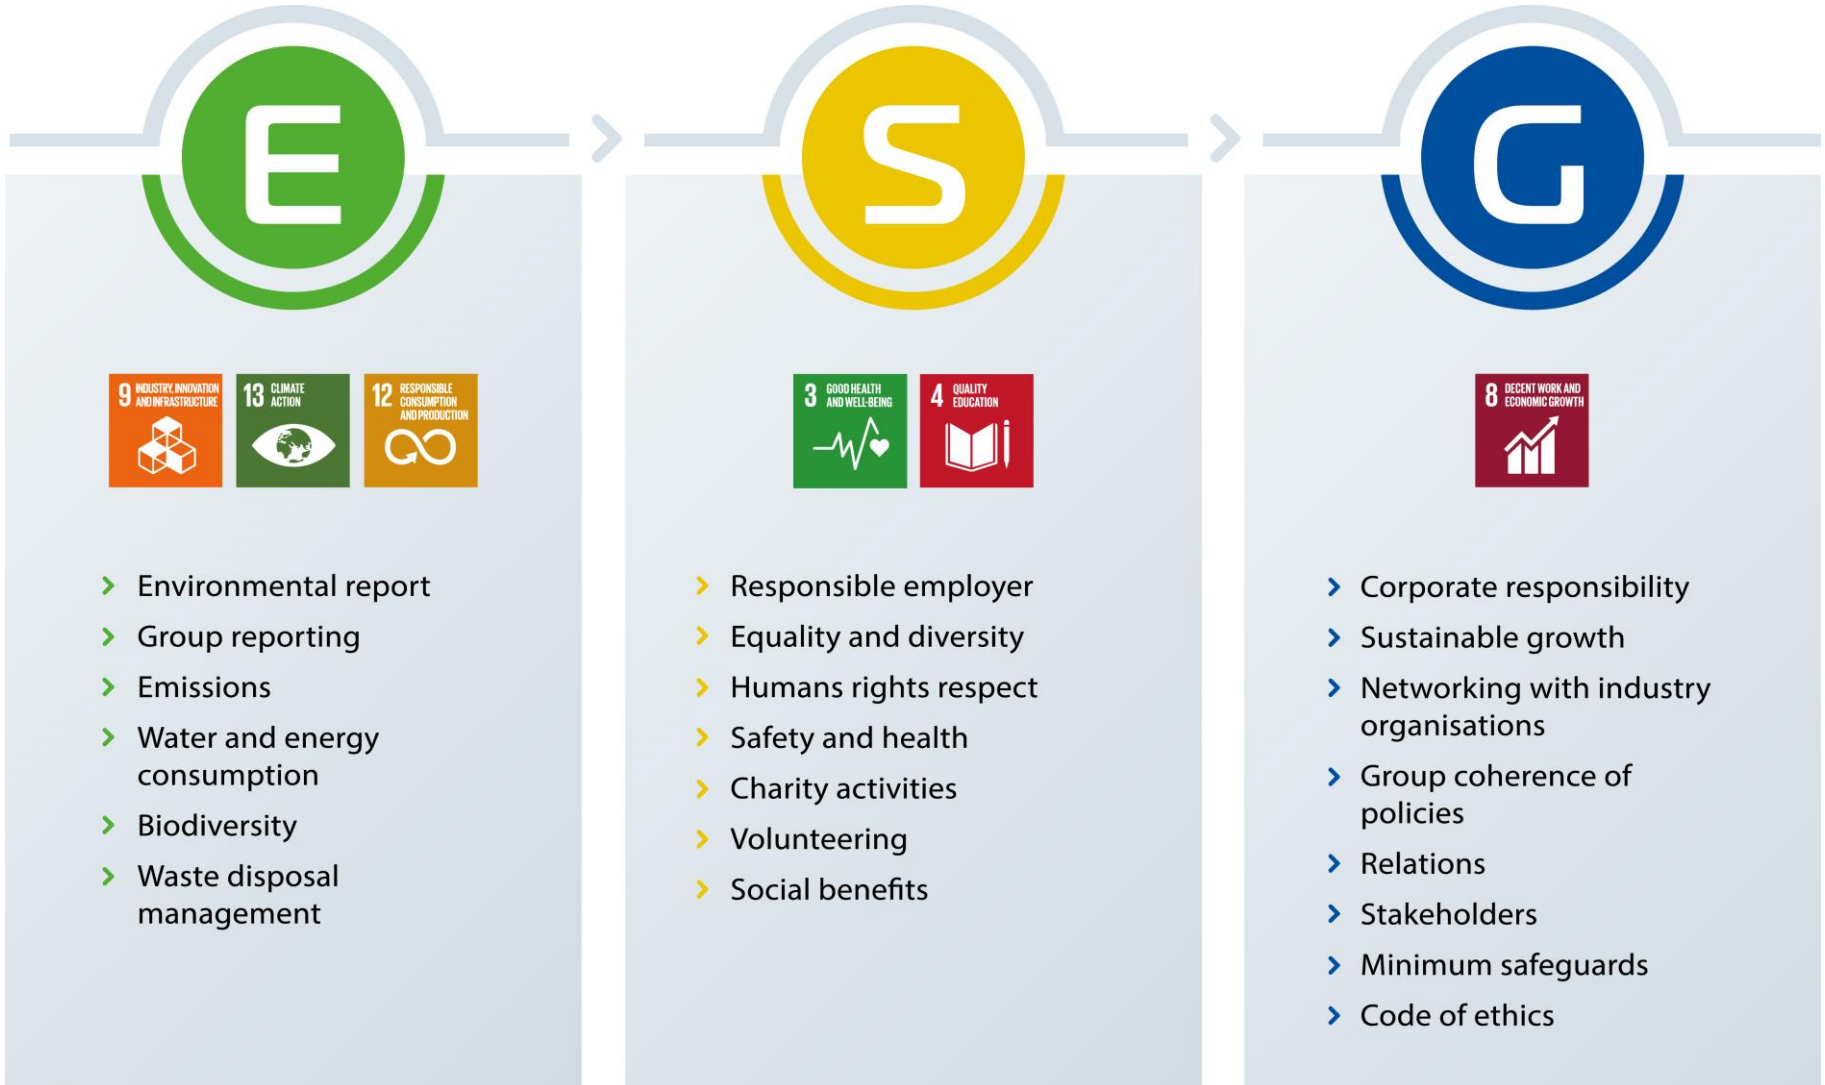 E
9 INDUSTRY, INNOVATION
AND INFRASTRUCTURE
13 CLIMATE
ACTION
12 RESPONSIBLE
CONSUMPTION
AND PRODUCTION
Environmental report
Group reporting
Emissions
Water and energy
consumption
Biodiversity
Waste disposal
management
S
3 GOOD HEALTH
AND WELL-BEING
4 QUALITY
EDUCATION
Responsible employer
Equality and diversity
Humans rights respect
Safety and health
Charity activities
Volunteering
Social benefits
G
8 DECENT WORK AND
ECONOMIC GROWTH
Corporate responsibility
Sustainable growth
Networking with industry
organisations
Group coherence of
policies
Relations
Stakeholders
Minimum safeguards
Code of ethics